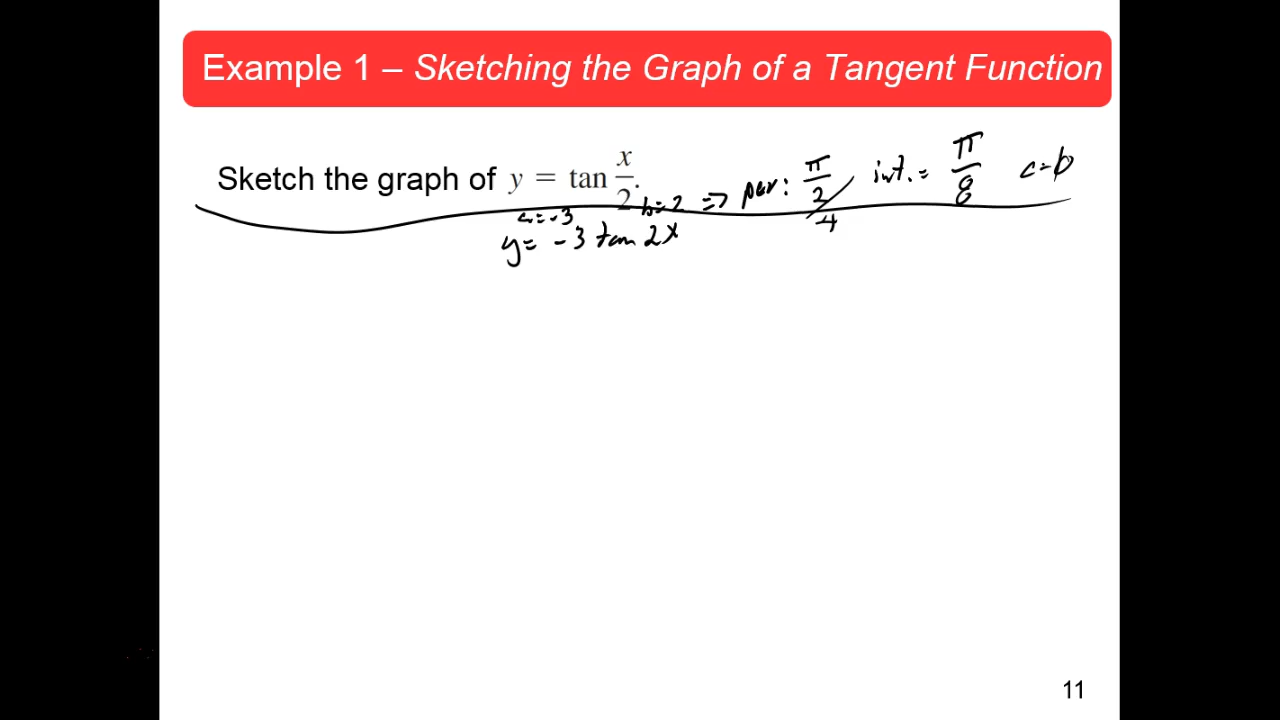 Example 1 – Sketching the Graph of a Tangent Function
Sketch the graph of y = tan x/2.
a=-3 b=2 => per: π/2/4 int.= π/8 c=0
y= -3 tan 2x
11